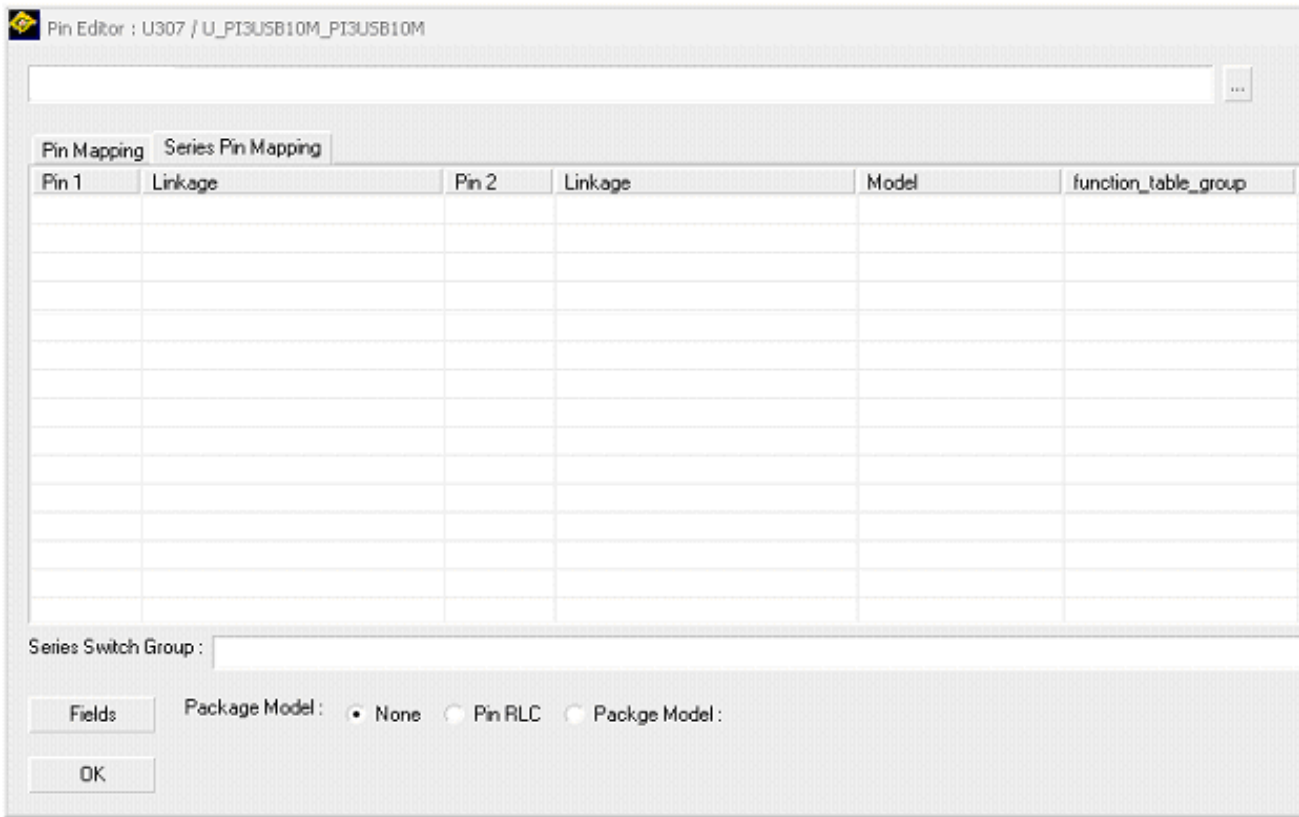 Pin Editor : U307 / U_PI3USB10M_PI3USB10M
...
Pin Mapping Series Pin Mapping
Pin 1 Linkage Pin 2 Linkage Model function_table_group
Series Switch Group :
Fields Package Model : None Pin RLC Packge Model :
OK